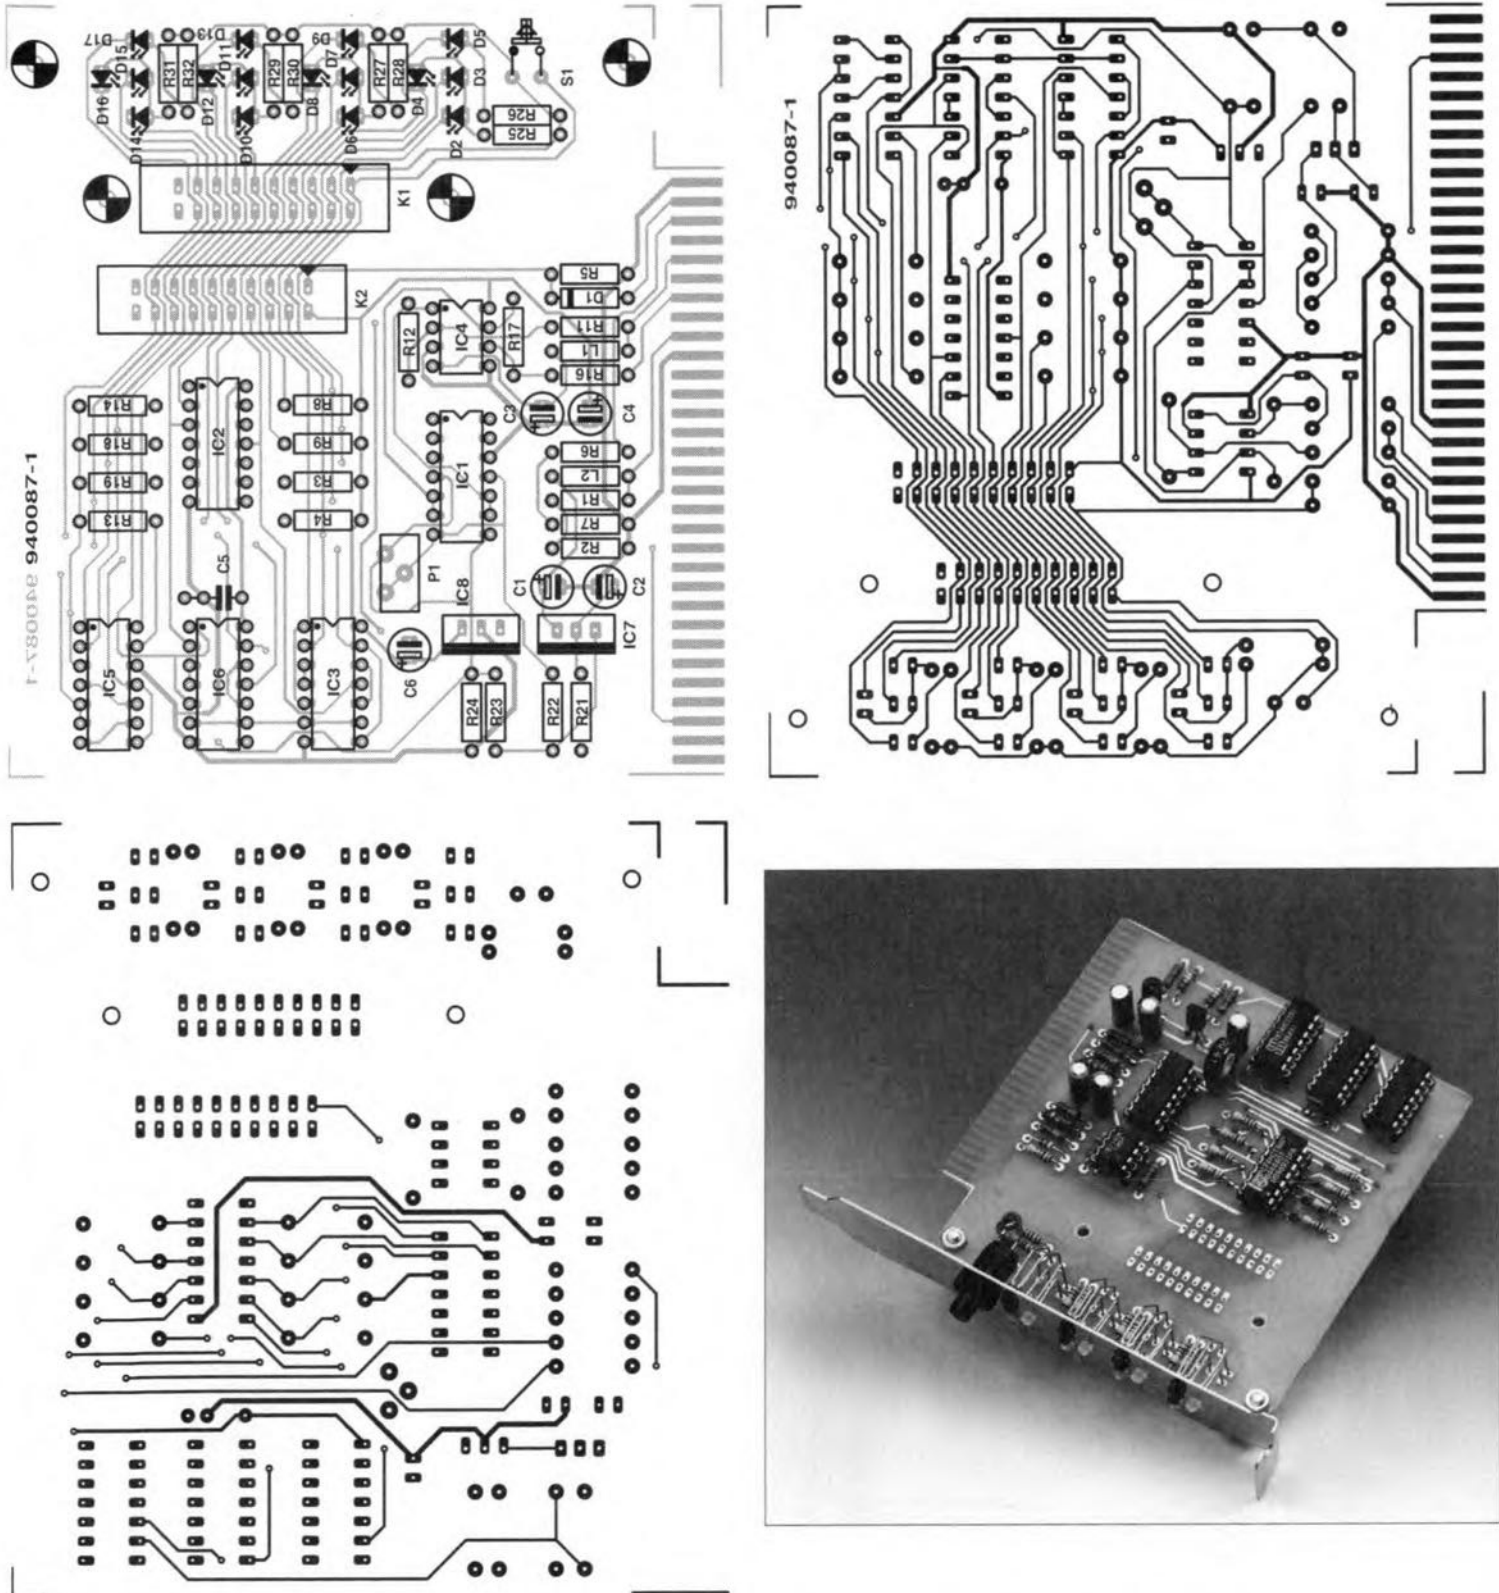 D17
D15
D13
D11
D9
D7
D5
D16
R31
R32
D12
R29
R30
D8
R27
R28
D4
D3
S1
D14
D10
D6
D2
R26
R25
K1
K2
R5
D1
R12
IC4
R17
R11
L1
R16
R14
R18
R19
R13
IC2
R8
R9
R3
R4
C3
C4
IC1
R6
L2
R1
R7
R2
940087-1
940087-1
C5
P1
IC8
C1
C2
IC7
IC5
IC6
IC3
C6
R24
R23
R22
R21
940087-1